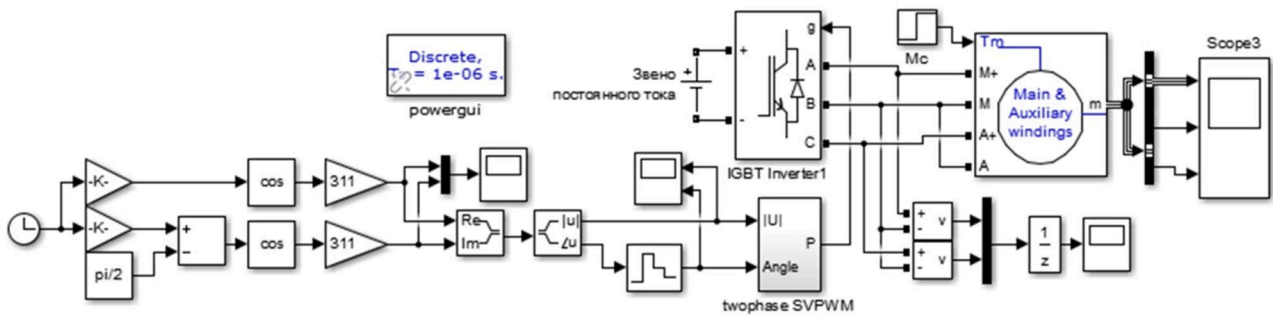 Discrete,
= 1e-06 s.
powergui
Звено
постоянного тока
+
-
g
A
B
C
IGBT Inverter1
Mc
Tm
M+
M
A+
A
Main &
Auxiliary
windings
m
Scope3
-K-
cos
311
-K-
+
-
cos
311
pi/2
Re
Im
|u|
∠u
|U|
Angle
P
twophase SVPWM
+
-
v
+
-
v
1
z